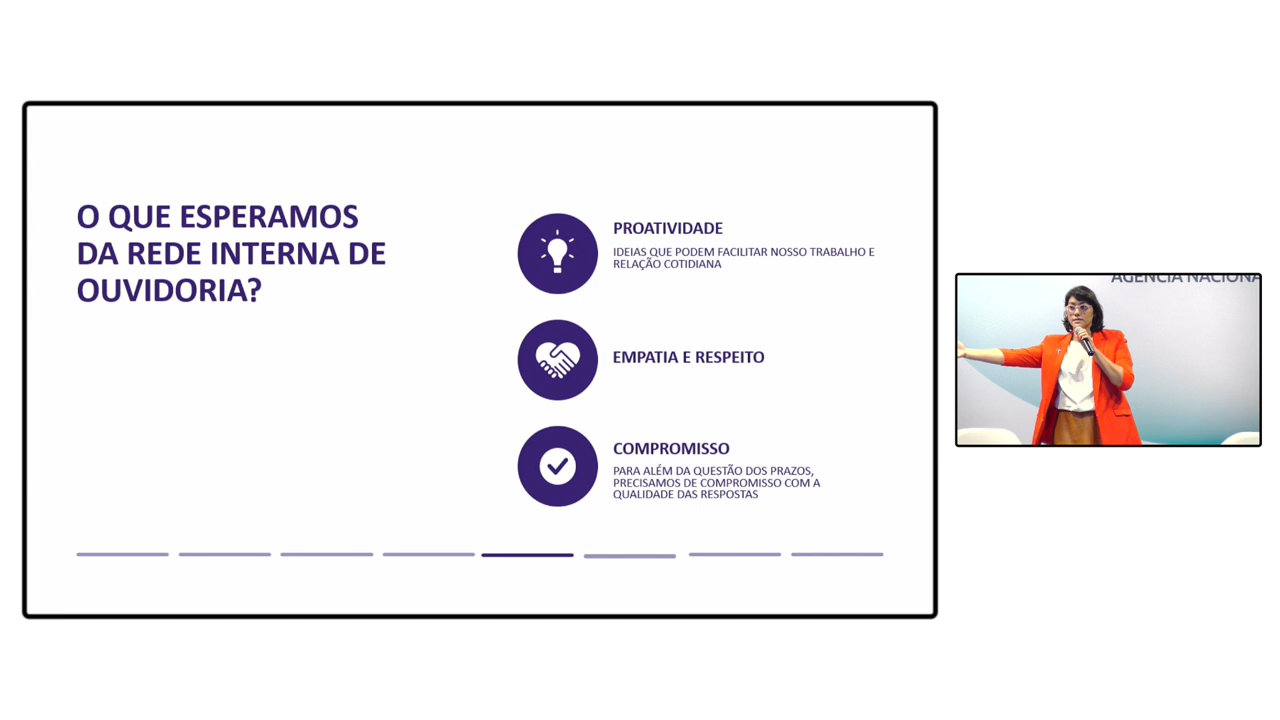 O QUE ESPERAMOS
DA REDE INTERNA DE
OUVIDORIA?
PROATIVIDADE
IDEIAS QUE PODEM FACILITAR NOSSO TRABALHO E
RELAÇÃO COTIDIANA
EMPATIA E RESPEITO
COMPROMISSO
PARA ALÉM DA QUESTÃO DOS PRAZOS,
PRECISAMOS DE COMPROMISSO COM A
QUALIDADE DAS RESPOSTAS
AGÊNCIA NACIONA